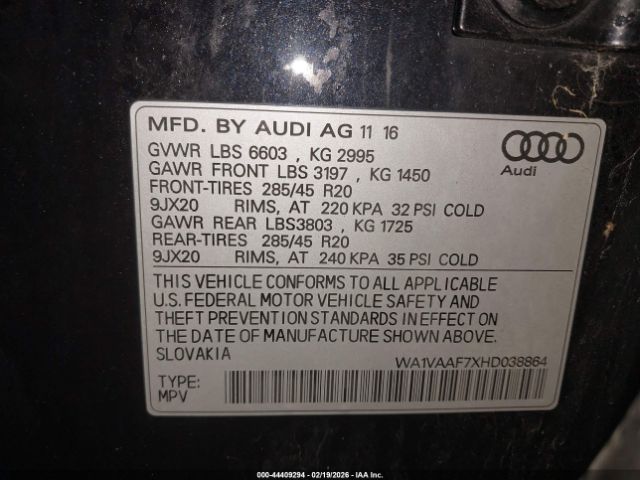 MFD. BY AUDI AG 11 16
GVWR LBS 6603 , KG 2995
GAWR FRONT LBS 3197 , KG 1450
FRONT-TIRES 285/45 R20
9JX20 RIMS, AT 220 KPA 32 PSI COLD
GAWR REAR LBS3803 , KG 1725
REAR-TIRES 285/45 R20
9JX20 RIMS, AT 240 KPA 35 PSI COLD
Audi
THIS VEHICLE CONFORMS TO ALL APPLICABLE
U.S. FEDERAL MOTOR VEHICLE SAFETY AND
THEFT PREVENTION STANDARDS IN EFFECT ON
THE DATE OF MANUFACTURE SHOWN ABOVE.
SLOVAKIA
WA1VAAF7XHD038864
TYPE:
MPV
000-44409294 - 02/19/2026 - IAA Inc.